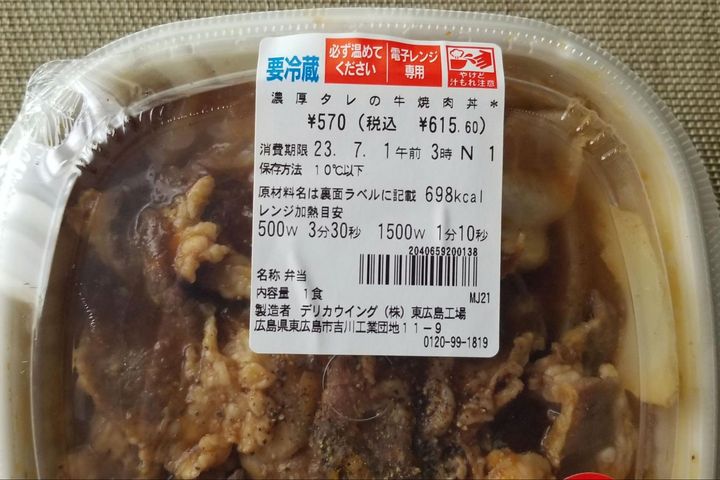 要冷蔵
必ず温めて
ください
電子レンジ
専用
やけど
汁もれ注意
濃厚タレの牛焼肉丼*
¥570(税込 ¥615.60)
消費期限 23. 7. 1午前 3時 N 1
保存方法 10℃以下
原材料名は裏面ラベルに記載 698kcal
レンジ加熱目安
500W 3分30秒 1500W 1分10秒
2040659200138
名称 弁当
内容量 1食 MJ21
製造者 デリカウイング(株)東広島工場
広島県東広島市吉川工業団地11-9
0120-99-1819